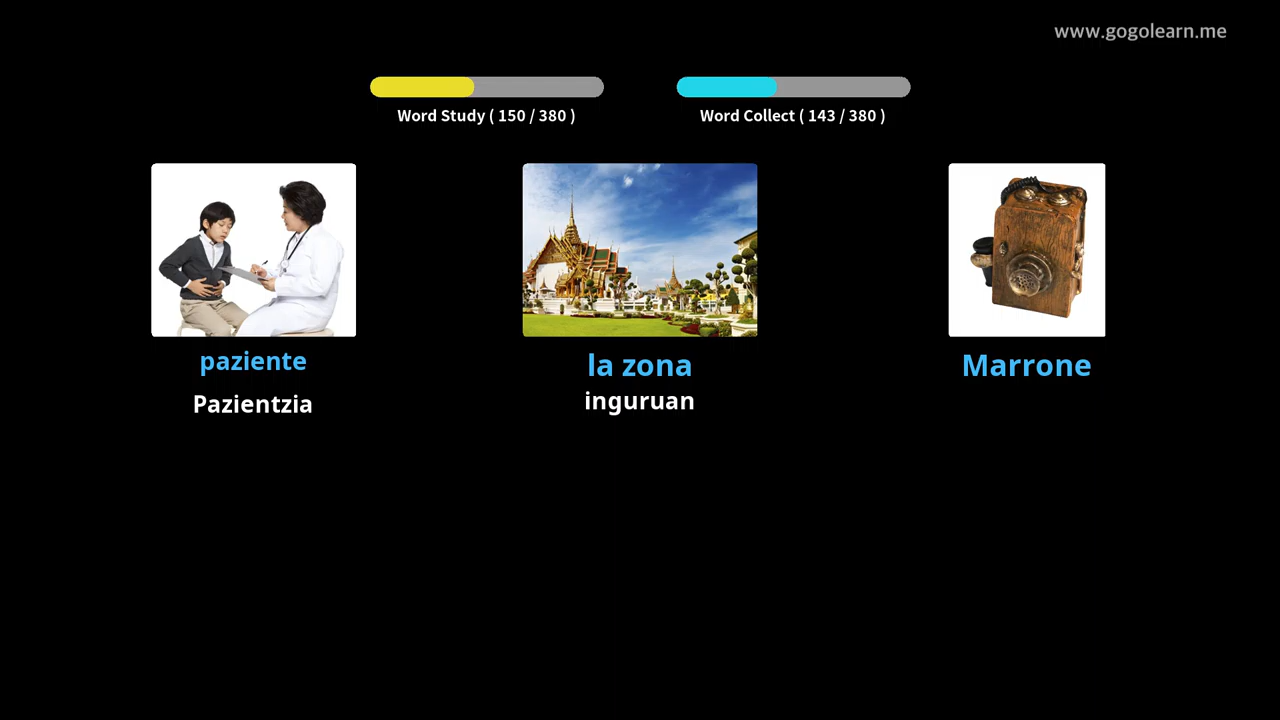 www.gogolearn.me
Word Study ( 150 / 380 )
Word Collect ( 143 / 380 )
paziente
Pazientzia
la zona
inguruan
Marrone